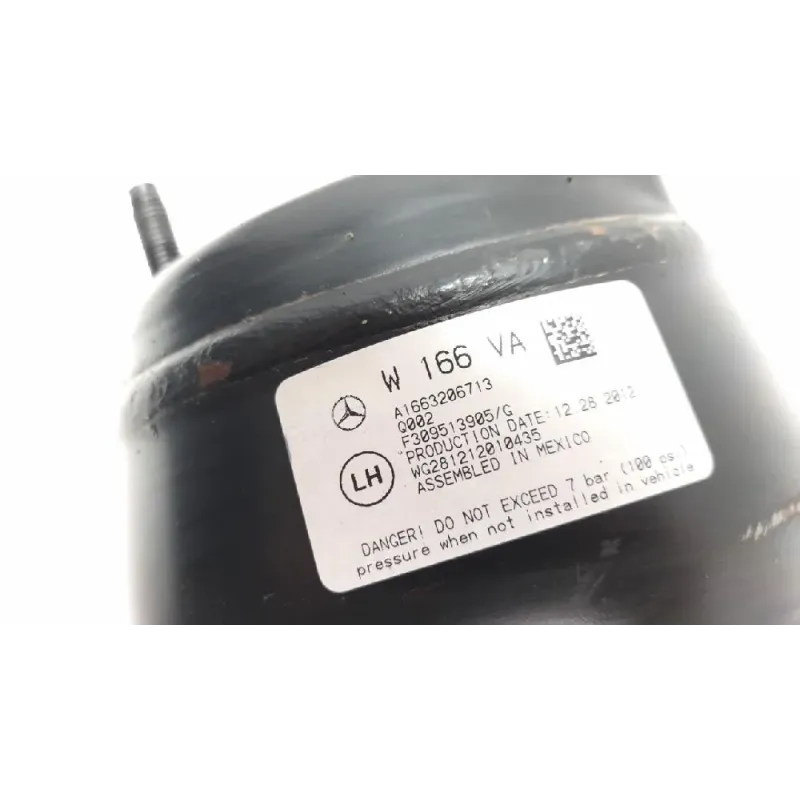 W 166 VA
A1663206713
Q002
F309513905/G
PRODUCTION DATE: 12.28 2012
WG281212010435
ASSEMBLED IN MEXICO
LH
DANGER! DO NOT EXCEED 7 bar (100 psi)
pressure when not installed in vehicle